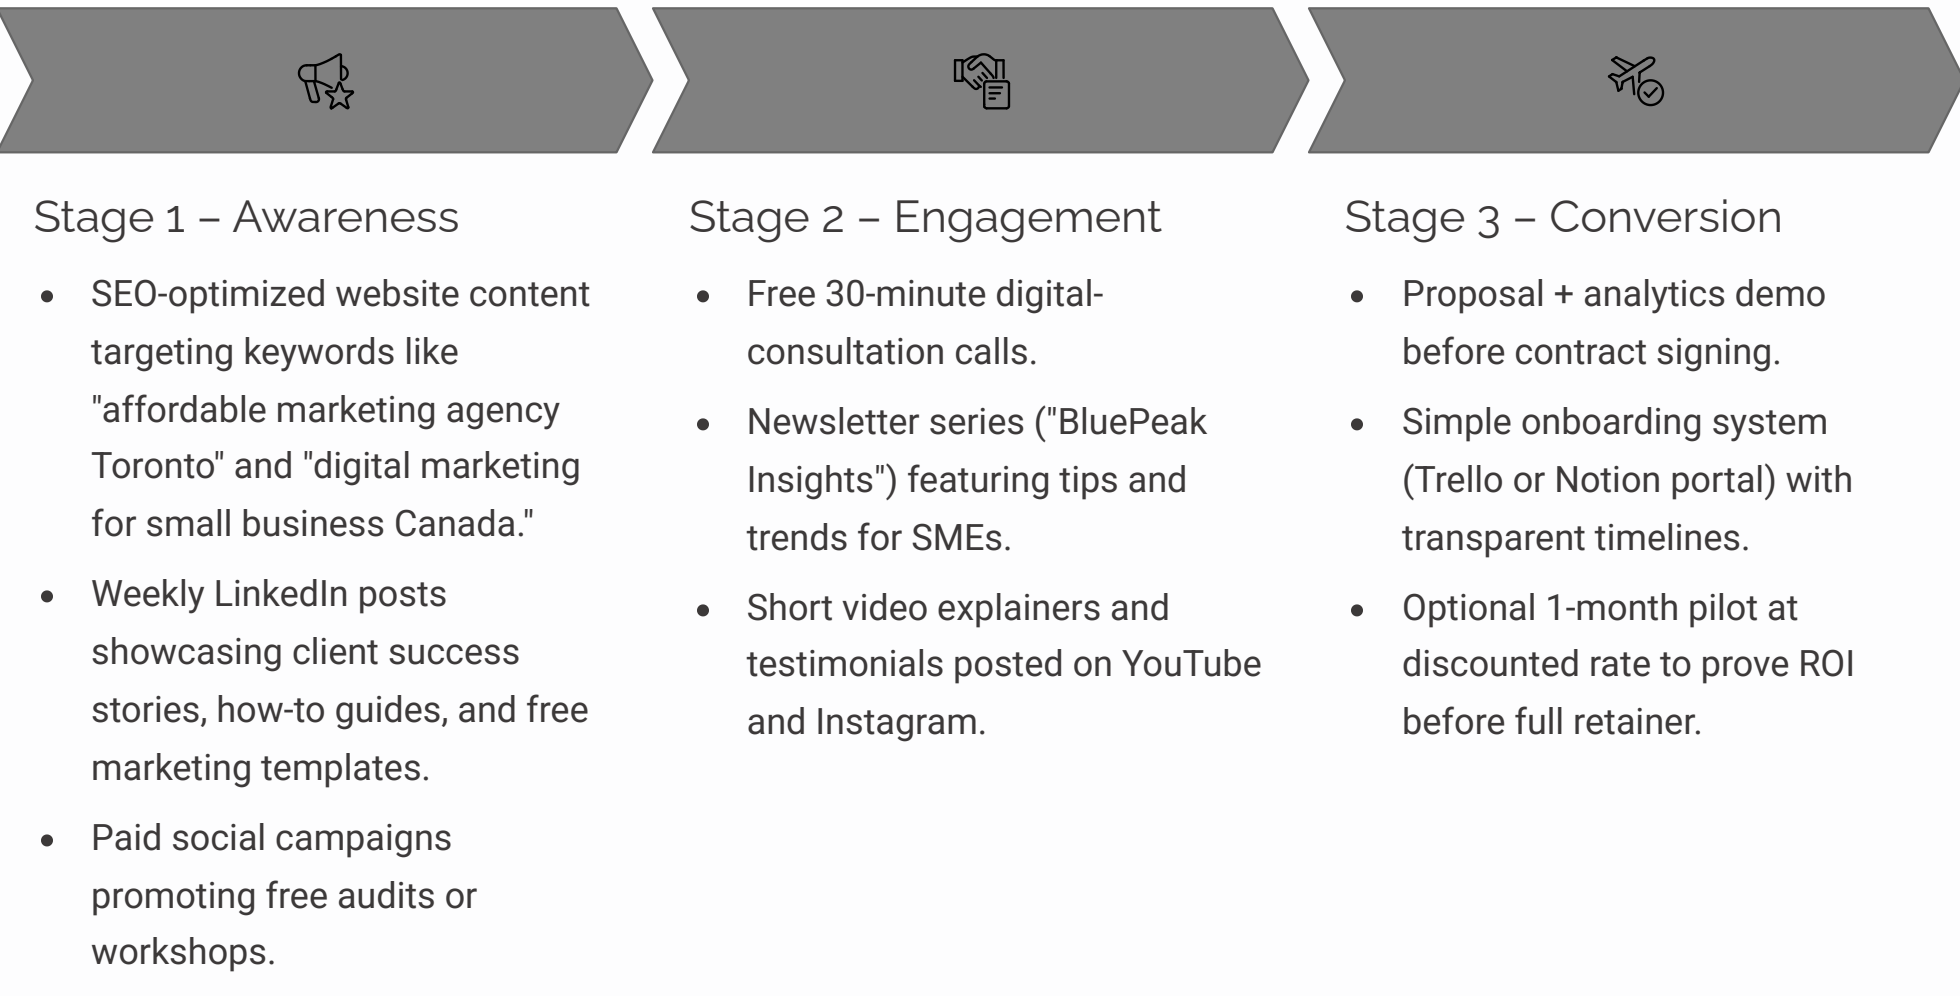 Stage 1 – Awareness
SEO-optimized website content
targeting keywords like
"affordable marketing agency
Toronto" and "digital marketing
for small business Canada."
Weekly LinkedIn posts
showcasing client success
stories, how-to guides, and free
marketing templates.
Paid social campaigns
promoting free audits or
workshops.
Stage 2 – Engagement
Free 30-minute digital-
consultation calls.
Newsletter series ("BluePeak
Insights") featuring tips and
trends for SMEs.
Short video explainers and
testimonials posted on YouTube
and Instagram.
Stage 3 – Conversion
Proposal + analytics demo
before contract signing.
Simple onboarding system
(Trello or Notion portal) with
transparent timelines.
Optional 1-month pilot at
discounted rate to prove ROI
before full retainer.